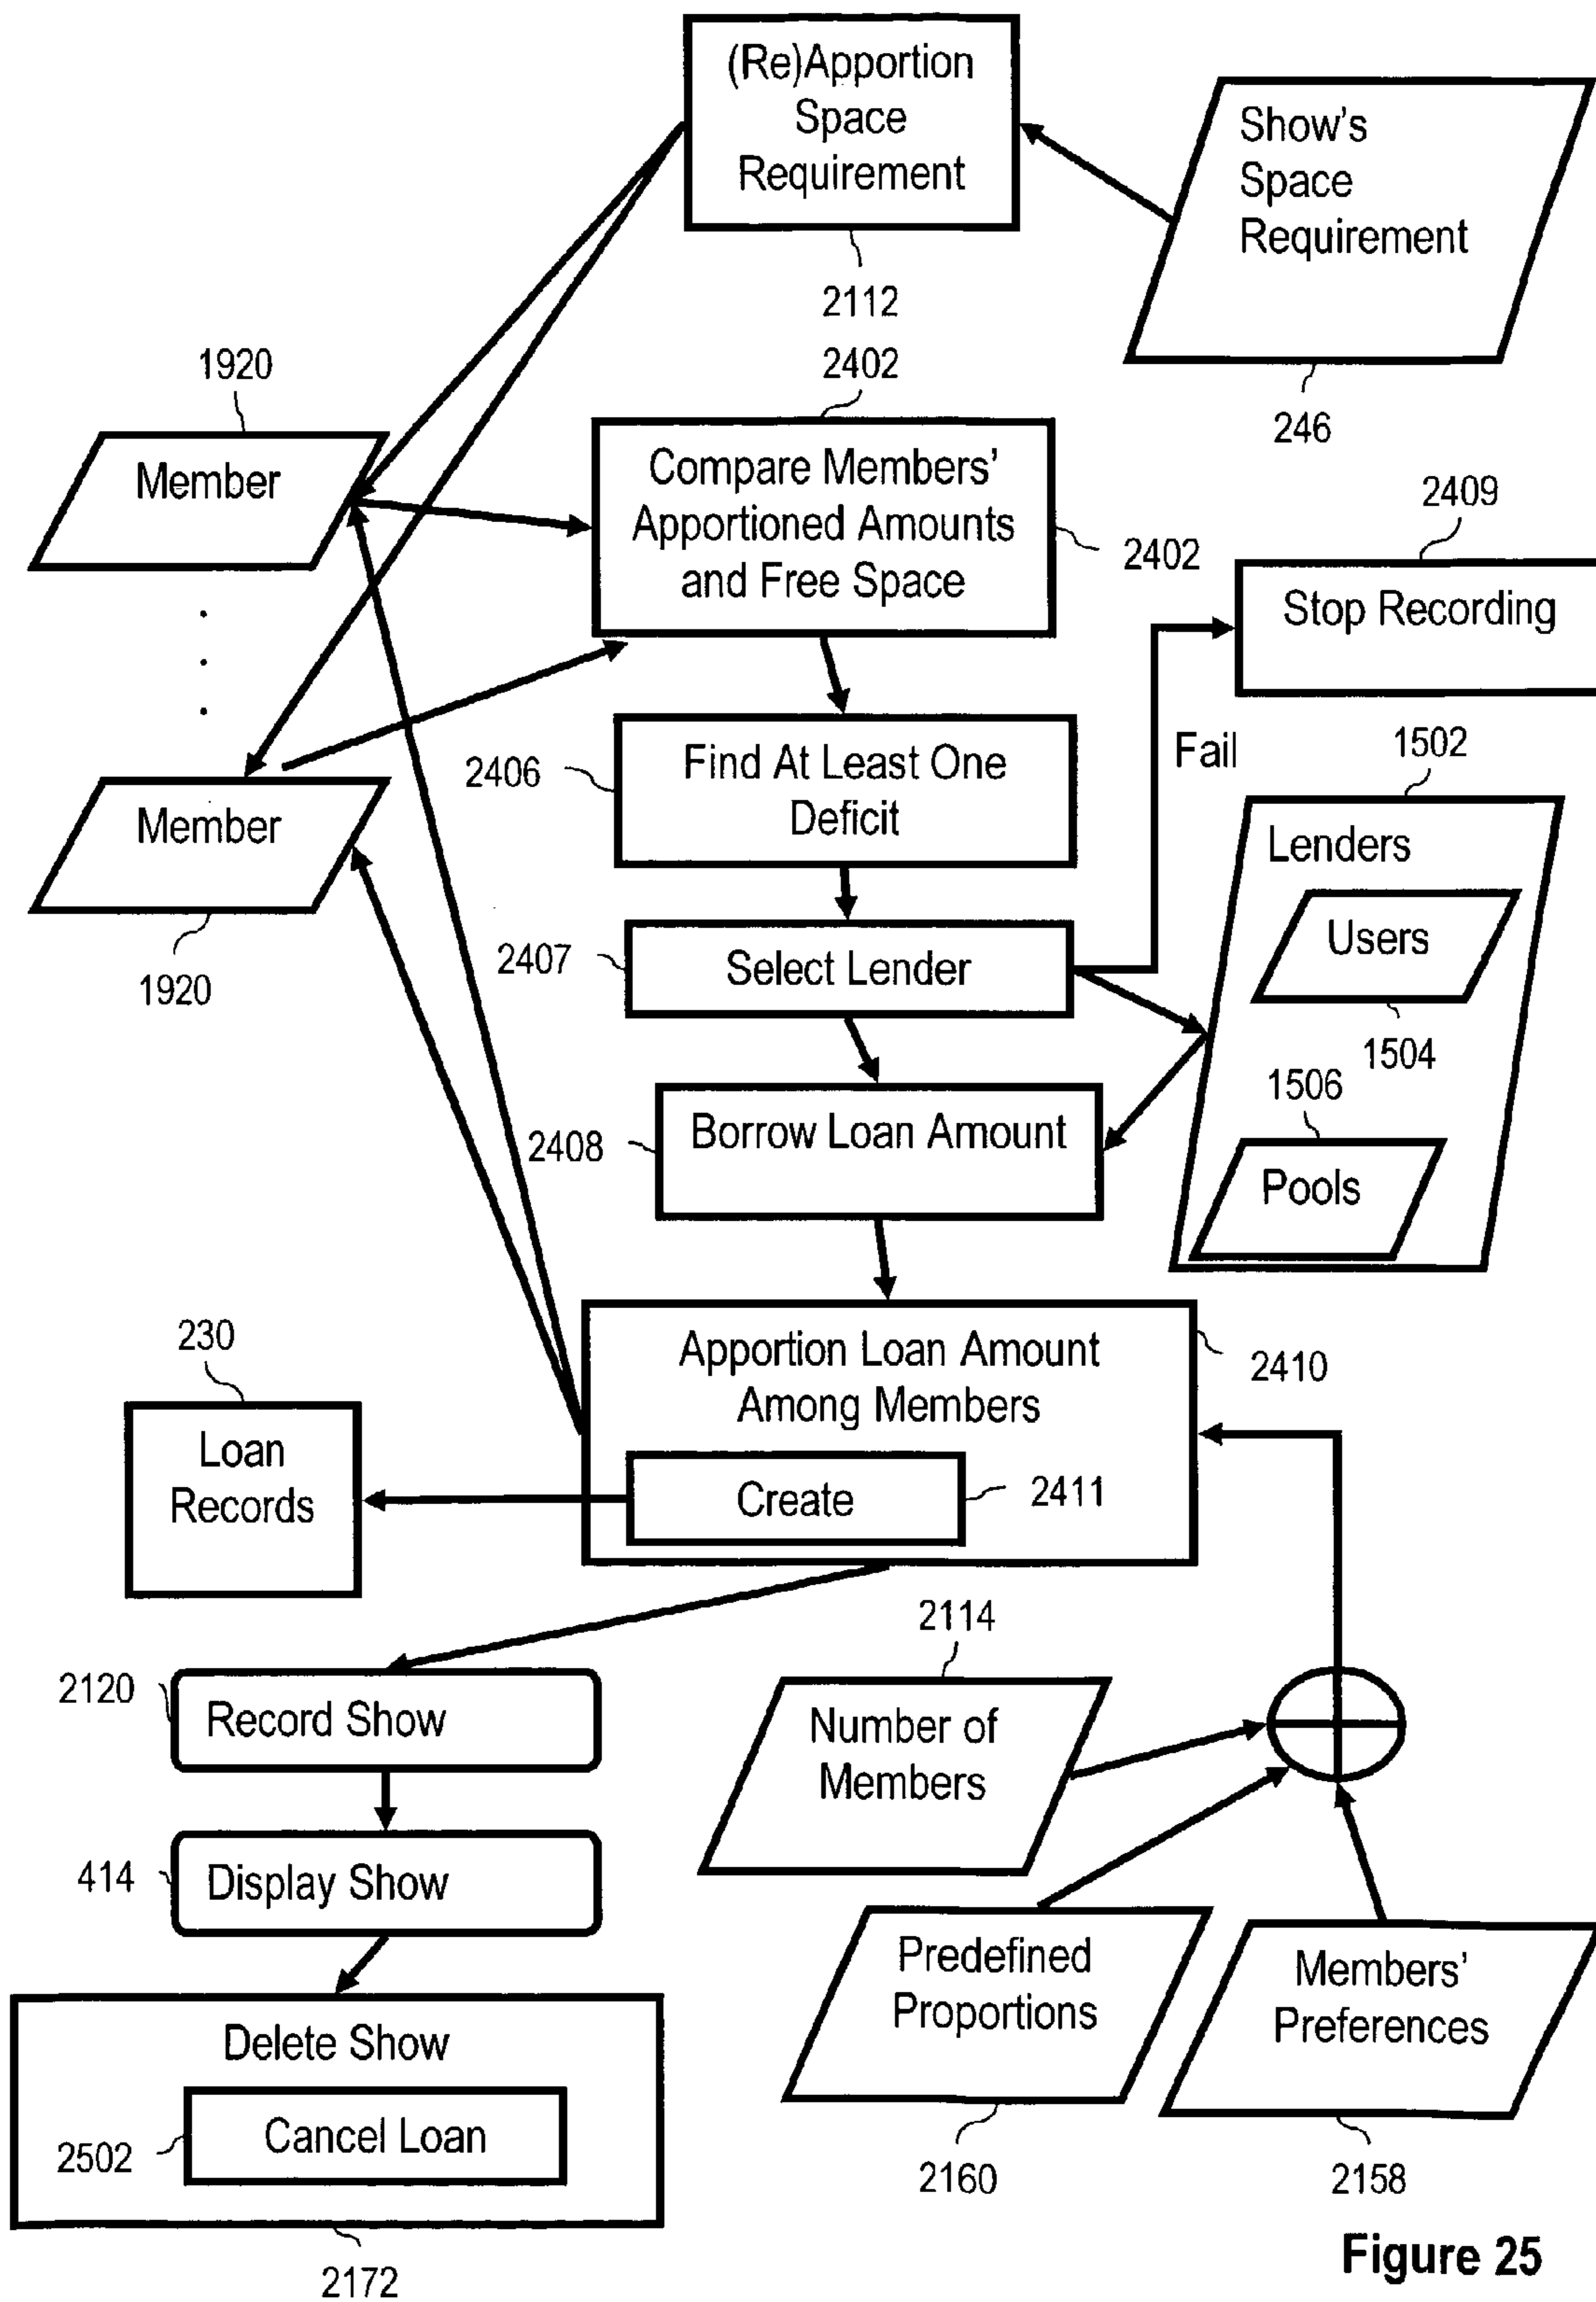 (Re)Apportion
Space
Requirement
2112
Show's
Space
Requirement
246
1920
Member
.
.
.
Member
1920
2402
Compare Members'
Apportioned Amounts
and Free Space
2402
2409
Stop Recording
Fail
2406
Find At Least One
Deficit
2407
Select Lender
1502
Lenders
Users
1504
1506
Pools
2408
Borrow Loan Amount
Apportion Loan Amount
Among Members
2410
Create
2411
230
Loan
Records
2120
Record Show
414
Display Show
Delete Show
2502
Cancel Loan
2172
2114
Number of
Members
Predefined
Proportions
2160
Members'
Preferences
2158
Figure 25